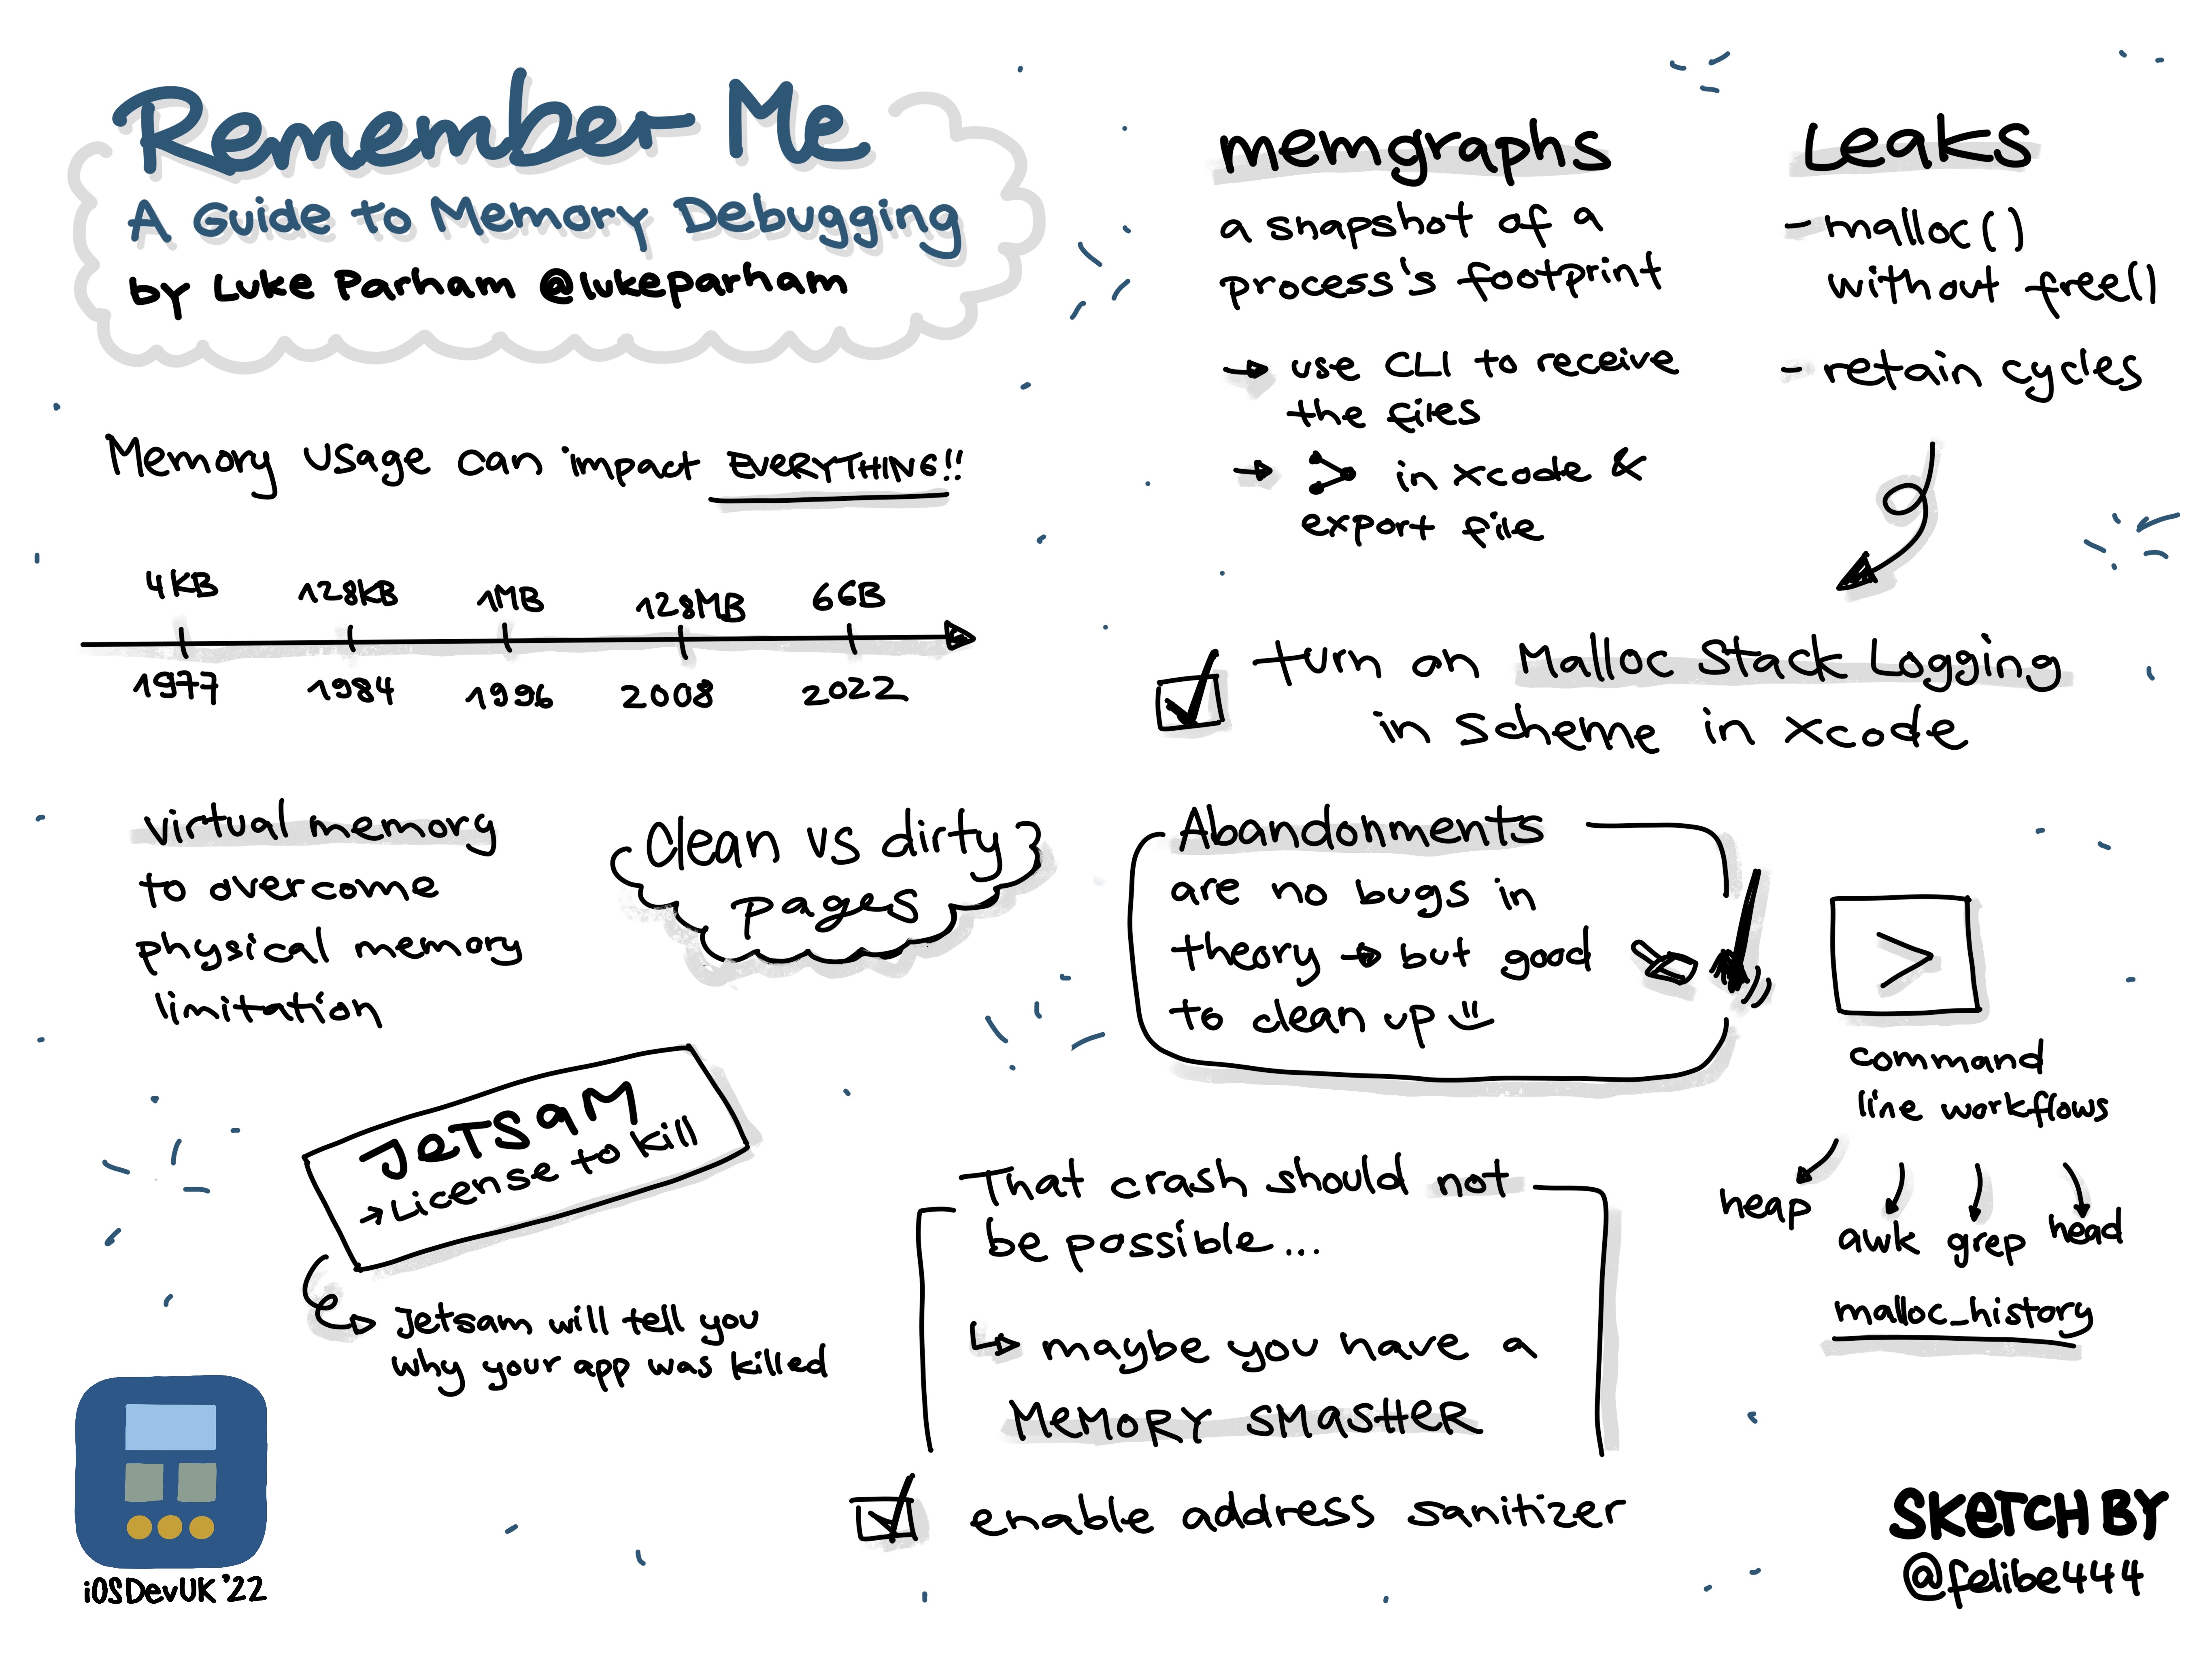 Remember Me
A Guide to Memory Debugging
by Luke Parham @lukeparham
Memory usage can impact EVERYTHING!!
4KB 128KB 1MB 128MB 6GB
1977 1984 1996 2008 2022
virtual memory
to overcome
physical memory
limitation
Clean vs dirty
pages
JETSAM
→ License to kill
Jetsam will tell you
why your app was killed
iOSDevUK'22
memgraphs
a snapshot of a
process's footprint
→ use CLI to receive
the files
→ in xcode &
export file
Leaks
- malloc()
without free()
- retain cycles
turn on Malloc Stack Logging
in Scheme in Xcode
Abandonments
are no bugs in
theory → but good
to clean up
>
command
line workflows
heap awk grep head
malloc_history
That crash should not
be possible...
↳ maybe you have a
MEMORY SMASHER
enable address sanitizer
SKETCH BY
@felibe444